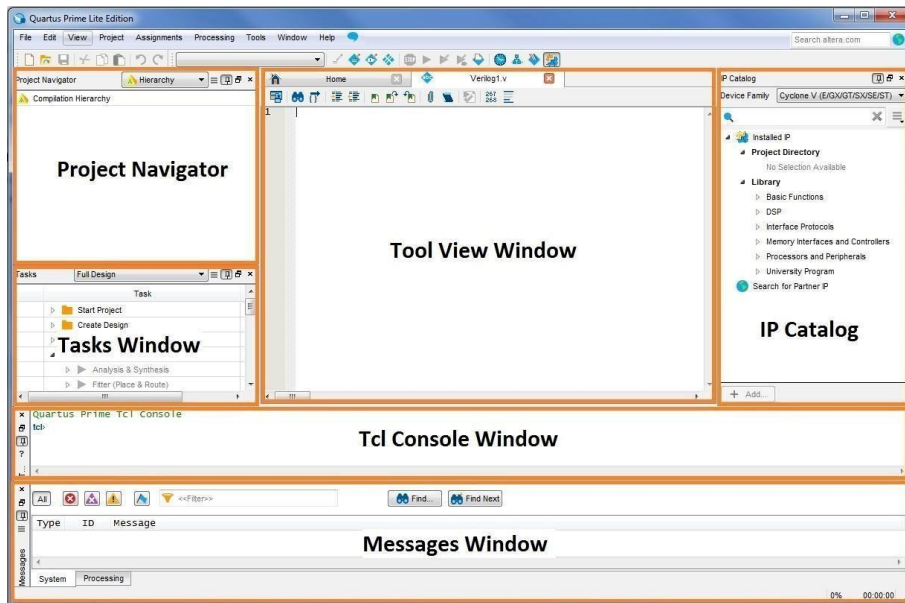 Quartus Prime Lite Edition
File Edit View Project Assignments Processing Tools Window Help
Search altera.com
Project Navigator
Hierarchy
Compilation Hierarchy
Project Navigator
Tasks
Full Design
Task
Start Project
Create Design
Tasks Window
Analysis & Synthesis
Fitter (Place & Route)
Home
Verilog1.v
267
268
1
Tool View Window
IP Catalog
Device Family
Cyclone V (E/GX/GT/SX/SE/ST)
Installed IP
Project Directory
No Selection Available
Library
Basic Functions
DSP
Interface Protocols
Memory Interfaces and Controllers
Processors and Peripherals
University Program
Search for Partner IP
IP Catalog
+ Add...
Quartus Prime Tcl Console
tcl>
Tcl Console Window
All
<<Filter>>
Find...
Find Next
Type ID Message
Messages Window
Messages
System
Processing
0% 00:00:00